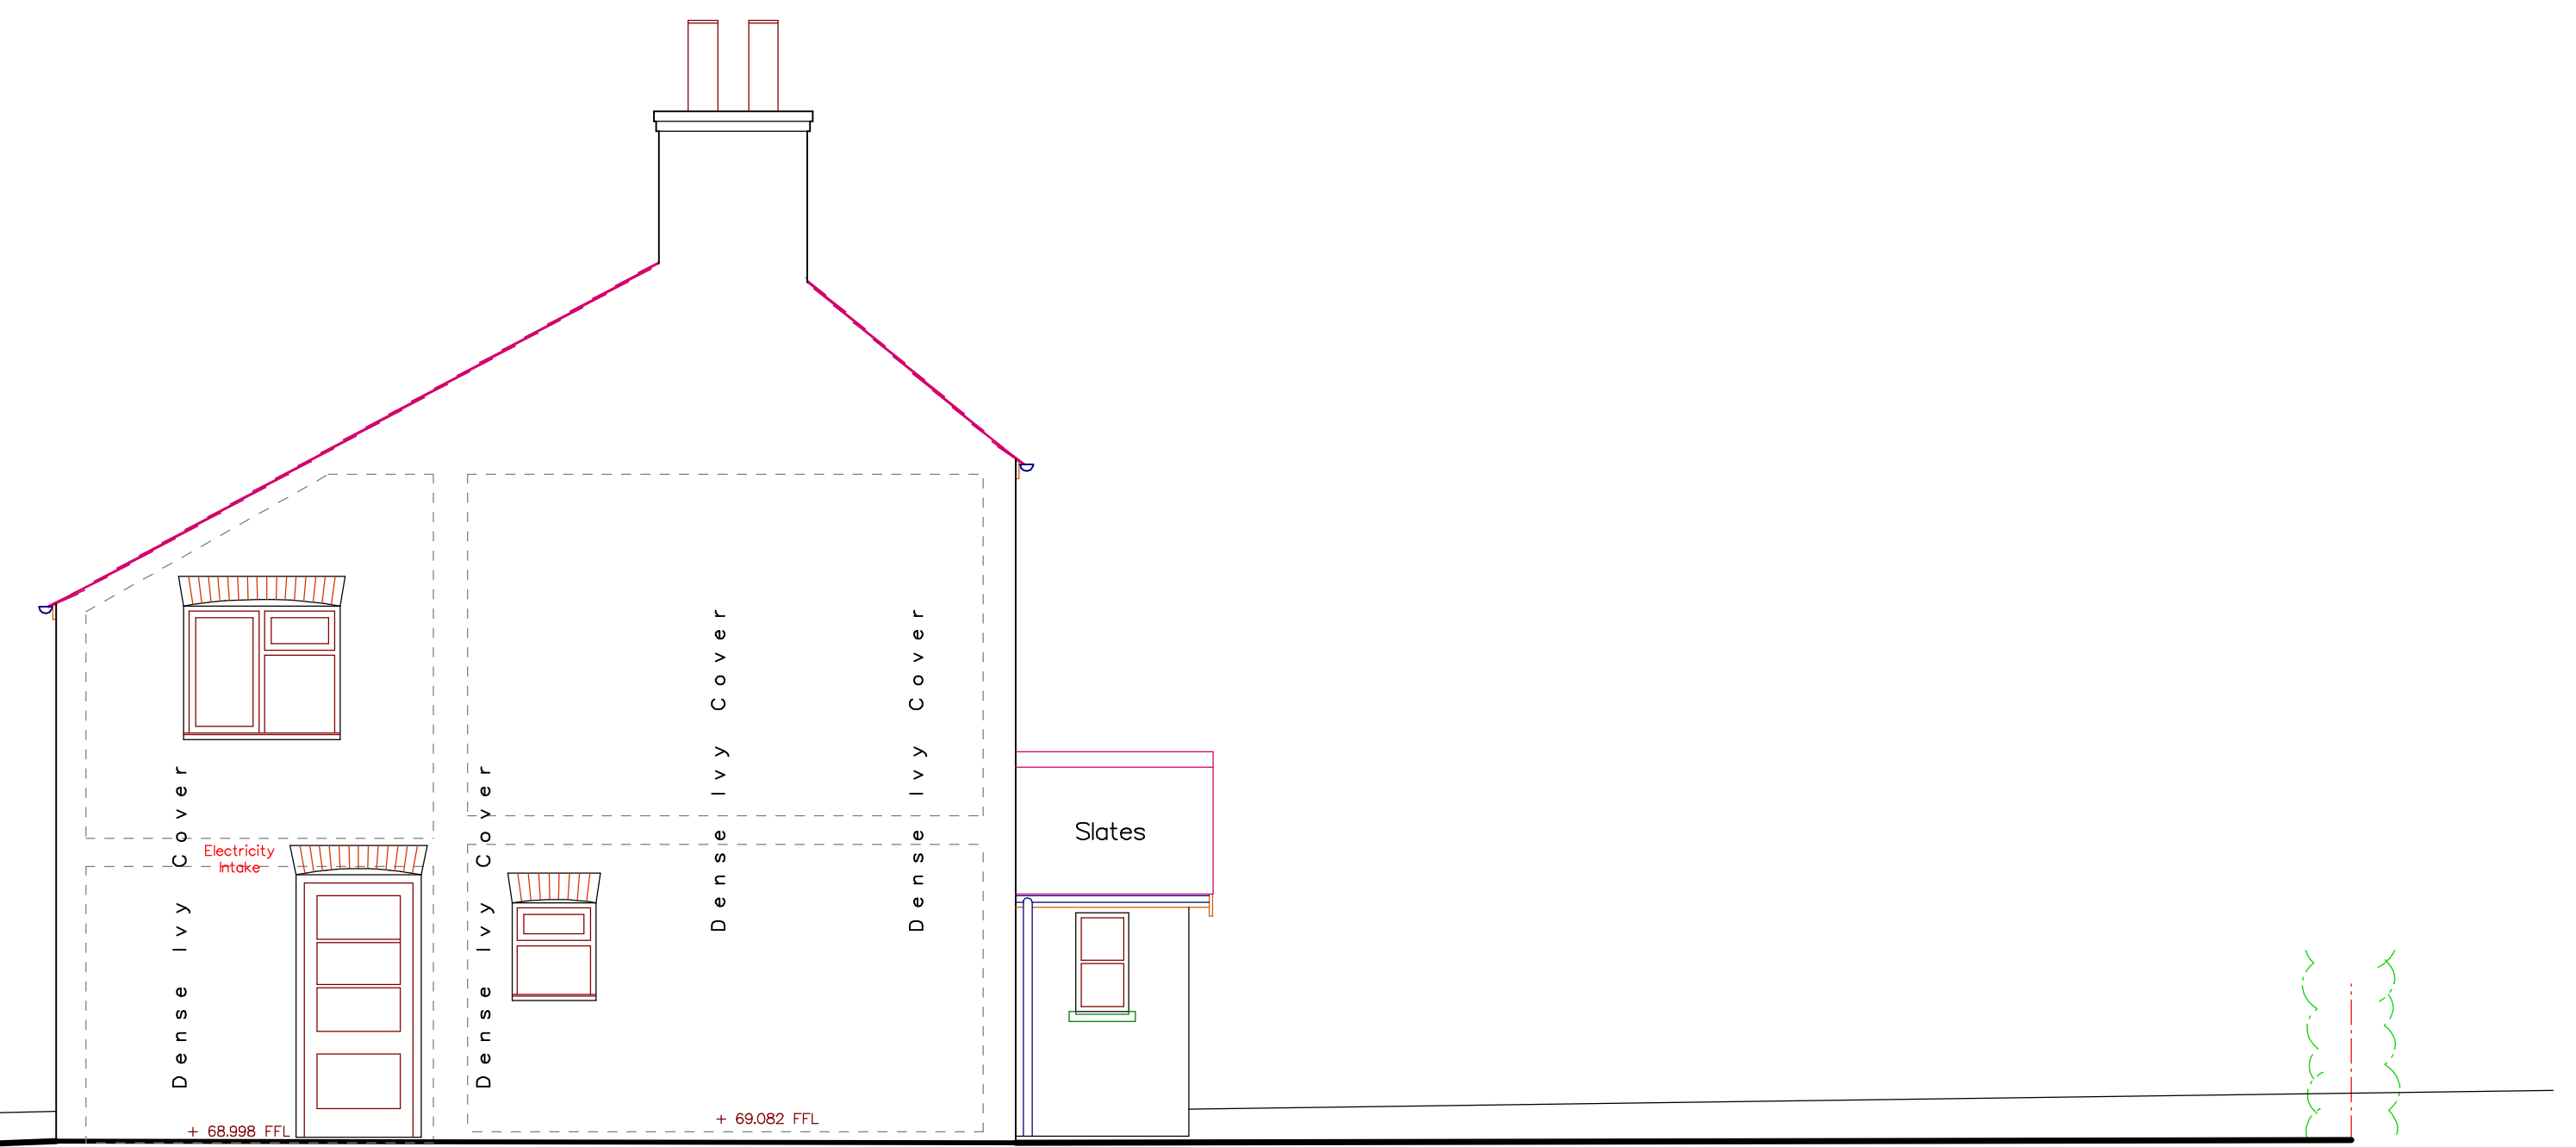 Dense Ivy Cover
Dense Ivy Cover
Dense Ivy Cover
Dense Ivy Cover
Slates
Electricity
Intake
+ 68.998 FFL
+ 69.082 FFL